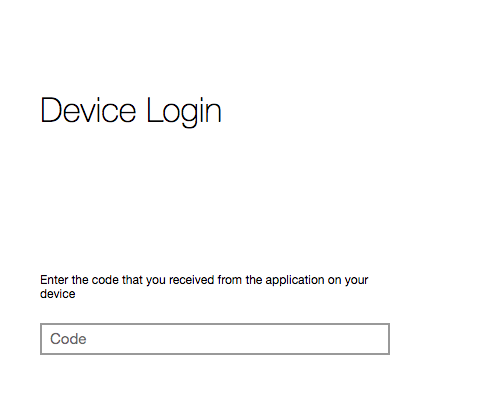 Device Login
Enter the code that you received from the application on your
device
Code